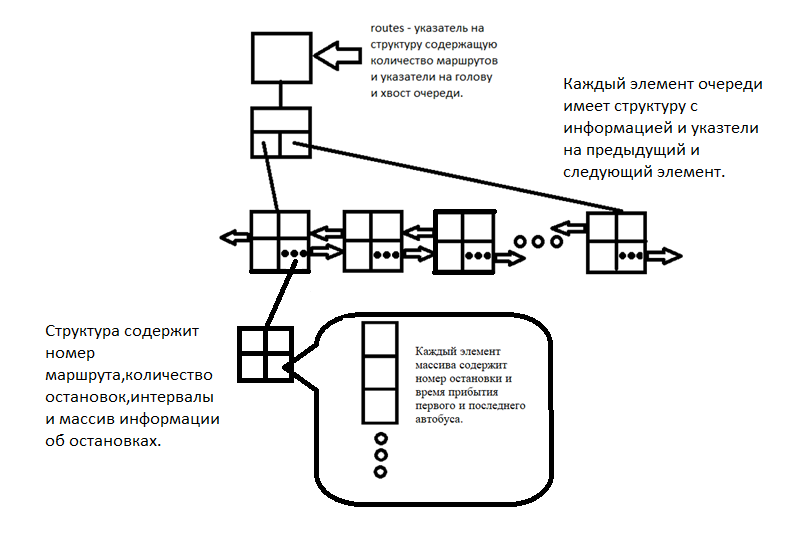 routes - указатель на
структуру содержащую
количество маршрутов
и указатели на голову
и хвост очереди.
Каждый элемент очереди
имеет структуру с
информацией и указтели
на предыдущий и
следующий элемент.
Структура содержит
номер
маршрута,количество
остановок,интервалы
и массив информации
об остановках.
Каждый элемент
массива содержит
номер остановки и
время прибытия
первого и последнего
автобуса.